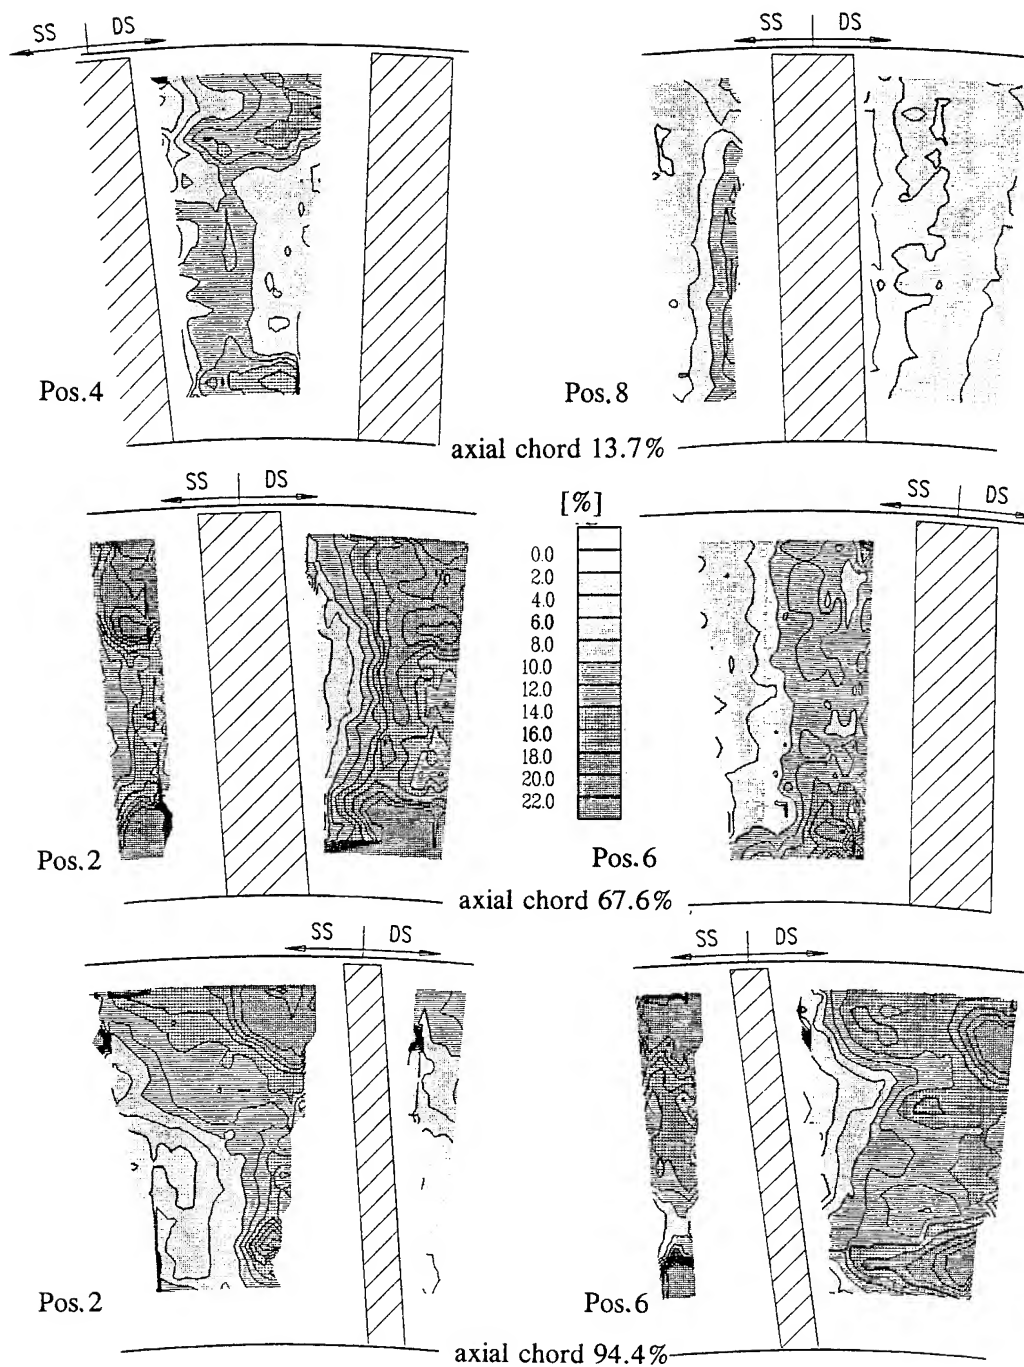 SS DS
SS DS
Pos.4
Pos.8
axial chord 13.7%
SS DS
[%]
SS DS
0.0
2.0
4.0
6.0
8.0
10.0
12.0
14.0
16.0
18.0
20.0
22.0
Pos.2
Pos.6
axial chord 67.6%
SS DS
SS DS
Pos.2
Pos.6
axial chord 94.4%